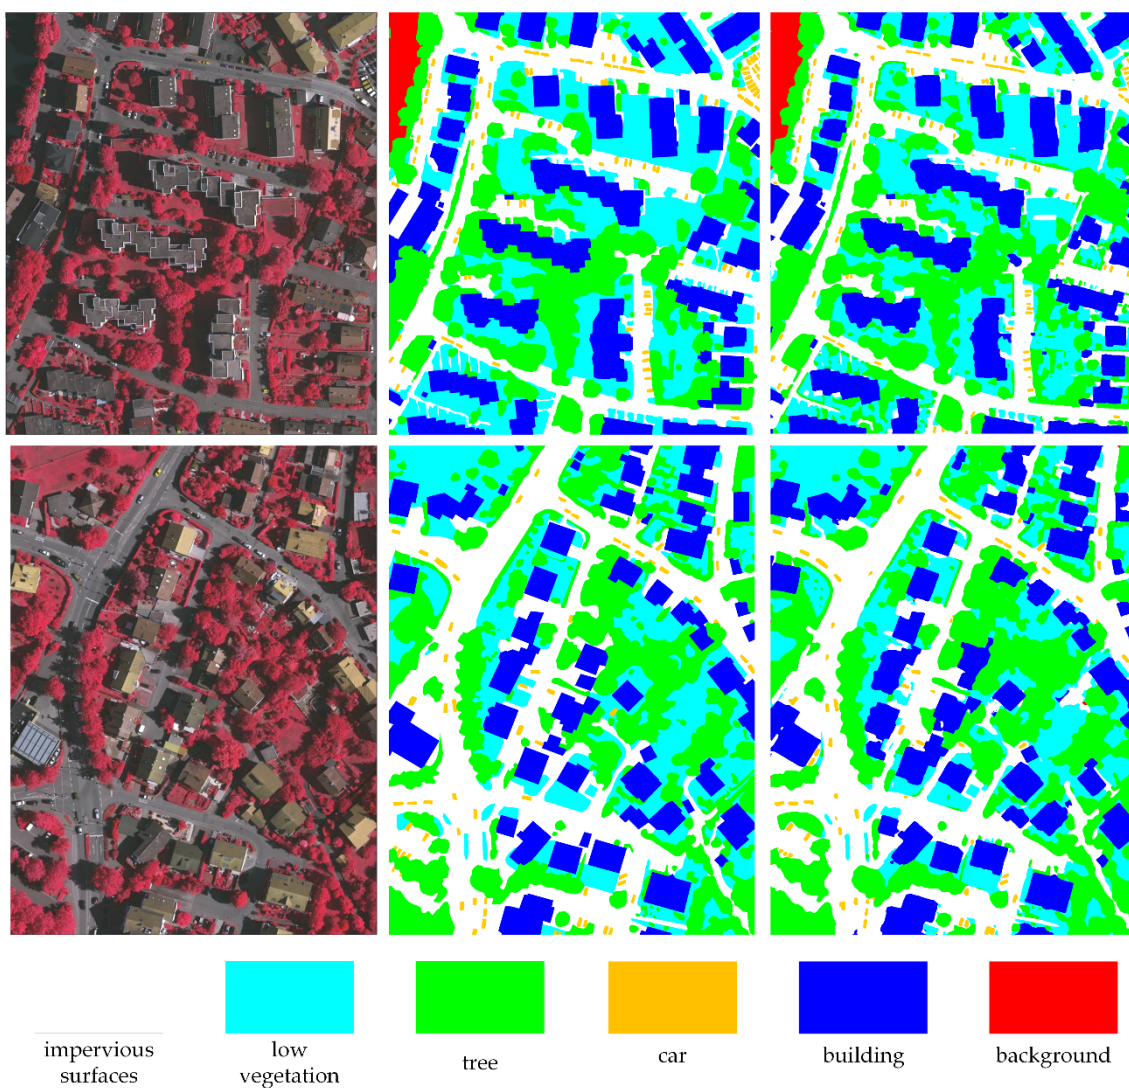 impervious
surfaces
low
vegetation
tree
car
building
background